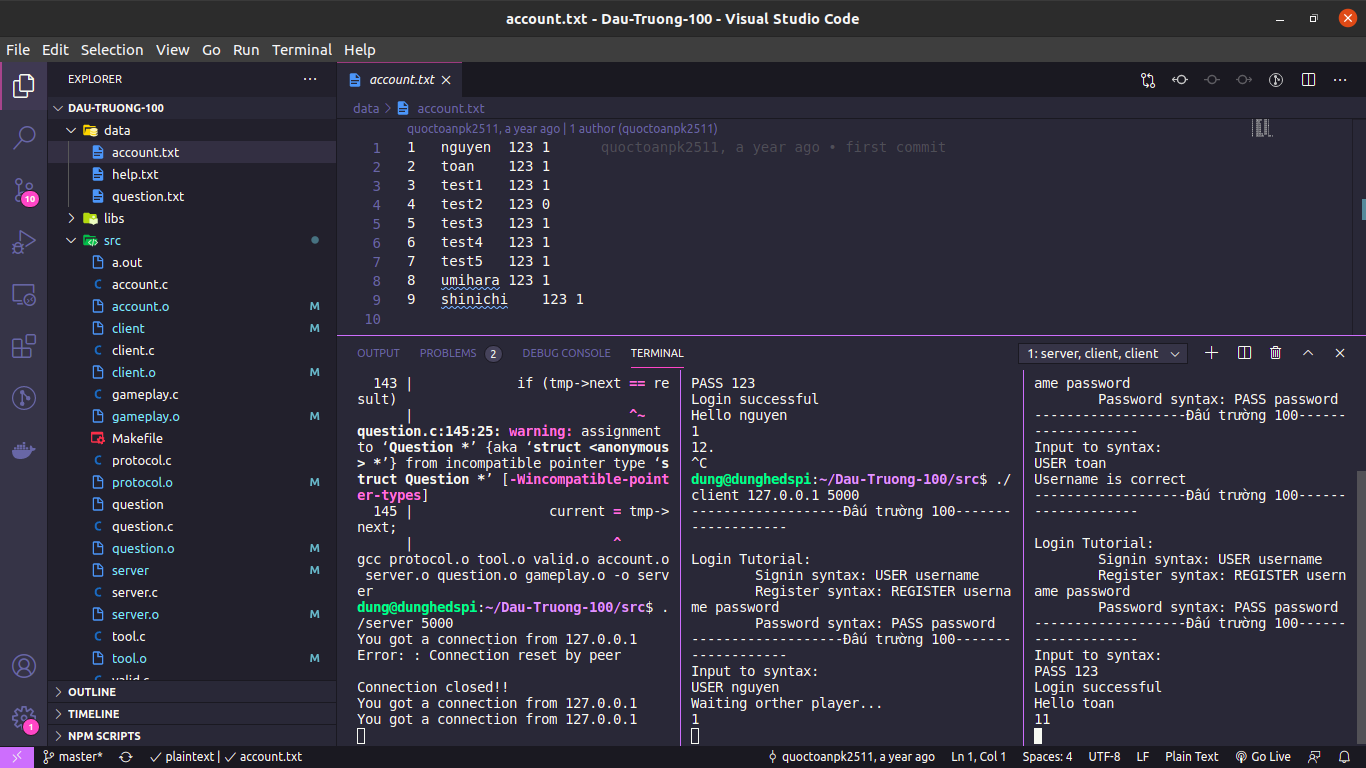 account.txt - Dau-Truong-100 - Visual Studio Code
File Edit Selection View Go Run Terminal Help
EXPLORER
DAU-TRUONG-100
data
account.txt
help.txt
question.txt
libs
src
a.out
account.c
account.o M
client M
client.c
client.o M
gameplay.c
gameplay.o M
Makefile
protocol.c
protocol.o M
question
question.c
question.o M
server M
server.c
server.o M
tool.c
tool.o M
valid.c
OUTLINE
TIMELINE
NPM SCRIPTS
10
1
account.txt
data > account.txt
quoctoanpk2511, a year ago | 1 author (quoctoanpk2511)
1 1 nguyen 123 1 quoctoanpk2511, a year ago • first commit
2 2 toan 123 1
3 3 test1 123 1
4 4 test2 123 0
5 5 test3 123 1
6 6 test4 123 1
7 7 test5 123 1
8 8 umihara 123 1
9 9 shinichi 123 1
10
OUTPUT PROBLEMS 2 DEBUG CONSOLE TERMINAL
1: server, client, client
143 | if (tmp->next == re
sult)
| ^~
question.c:145:25: warning: assignment
to ‘Question *’ {aka ‘struct <anonymous
> *’} from incompatible pointer type ‘s
truct Question *’ [-Wincompatible-point
er-types]
145 | current = tmp->
next;
| ^
gcc protocol.o tool.o valid.o account.o
server.o question.o gameplay.o -o serv
er
dung@dunghedspi:~/Dau-Truong-100/src$ .
/server 5000
You got a connection from 127.0.0.1
Error: : Connection reset by peer
Connection closed!!
You got a connection from 127.0.0.1
You got a connection from 127.0.0.1
PASS 123
Login successful
Hello nguyen
1
12.
^C
dung@dunghedspi:~/Dau-Truong-100/src$ ./
client 127.0.0.1 5000
-------------------Đấu trường 100-------
------------
Login Tutorial:
Signin syntax: USER username
Register syntax: REGISTER userna
me password
Password syntax: PASS password
-------------------Đấu trường 100-------
------------
Input to syntax:
USER nguyen
Waiting orther player...
1
ame password
Password syntax: PASS password
-------------------Đấu trường 100------
-------------
Input to syntax:
USER toan
Username is correct
-------------------Đấu trường 100------
-------------
Login Tutorial:
Signin syntax: USER username
Register syntax: REGISTER usern
ame password
Password syntax: PASS password
-------------------Đấu trường 100------
-------------
Input to syntax:
PASS 123
Login successful
Hello toan
11
master* plaintext | account.txt quoctoanpk2511, a year ago Ln 1, Col 1 Spaces: 4 UTF-8 LF Plain Text Go Live